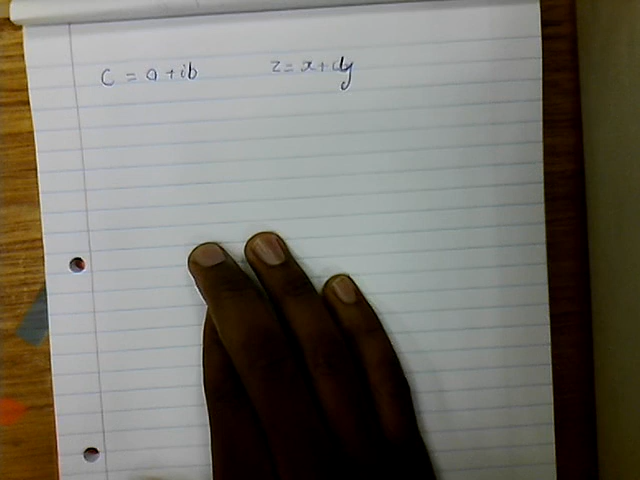 c = a + ib z = x + iy